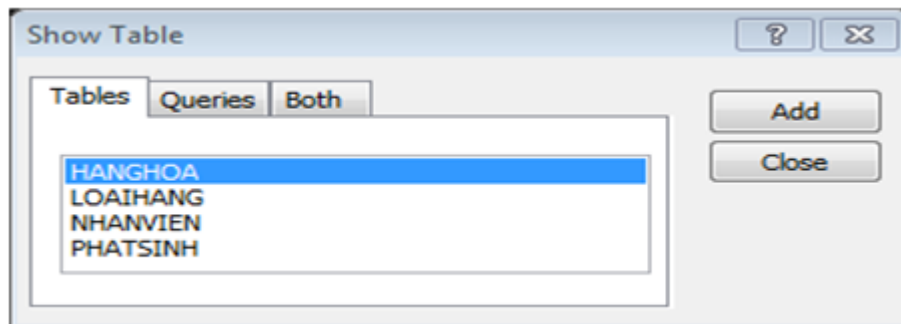 Show Table
Tables Queries Both
Add
Close
HANGHOA
LOAIHANG
NHANVIEN
PHATSINH